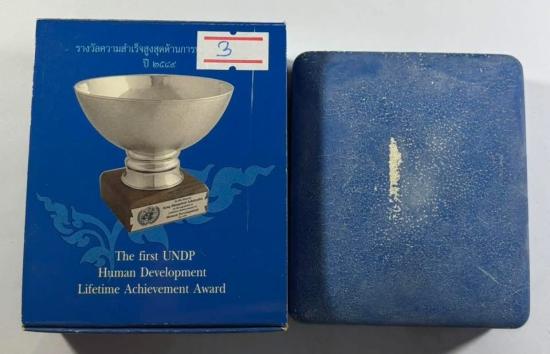 รางวัลความสำเร็จสูงสุดด้านการ
ปี ๒๕๔๙
3
The first UNDP
Human Development
Lifetime Achievement Award